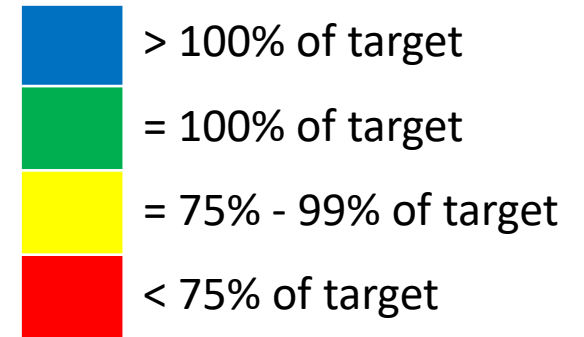 > 100% of target
= 100% of target
= 75% - 99% of target
< 75% of target